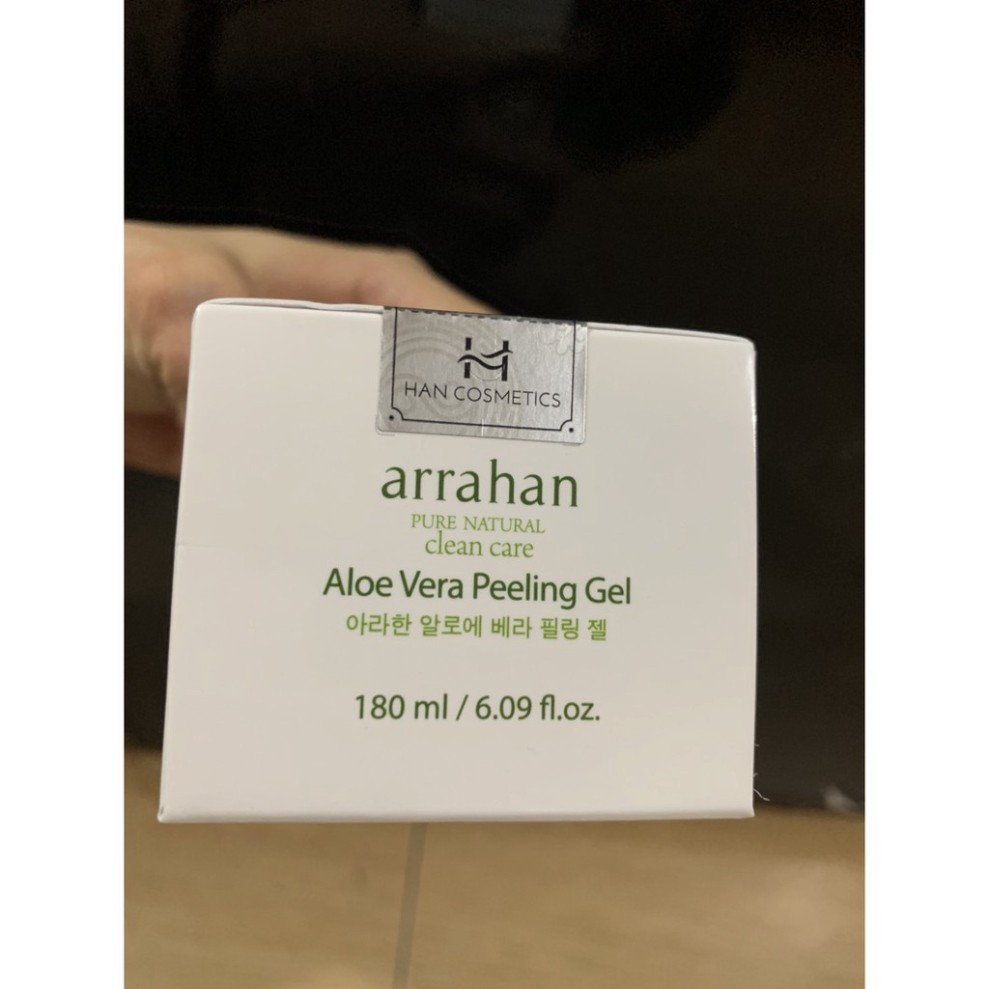 HAN COSMETICS
arrahan
PURE NATURAL
clean care
Aloe Vera Peeling Gel
아라한 알로에 베라 필링 젤
180 ml / 6.09 fl.oz.